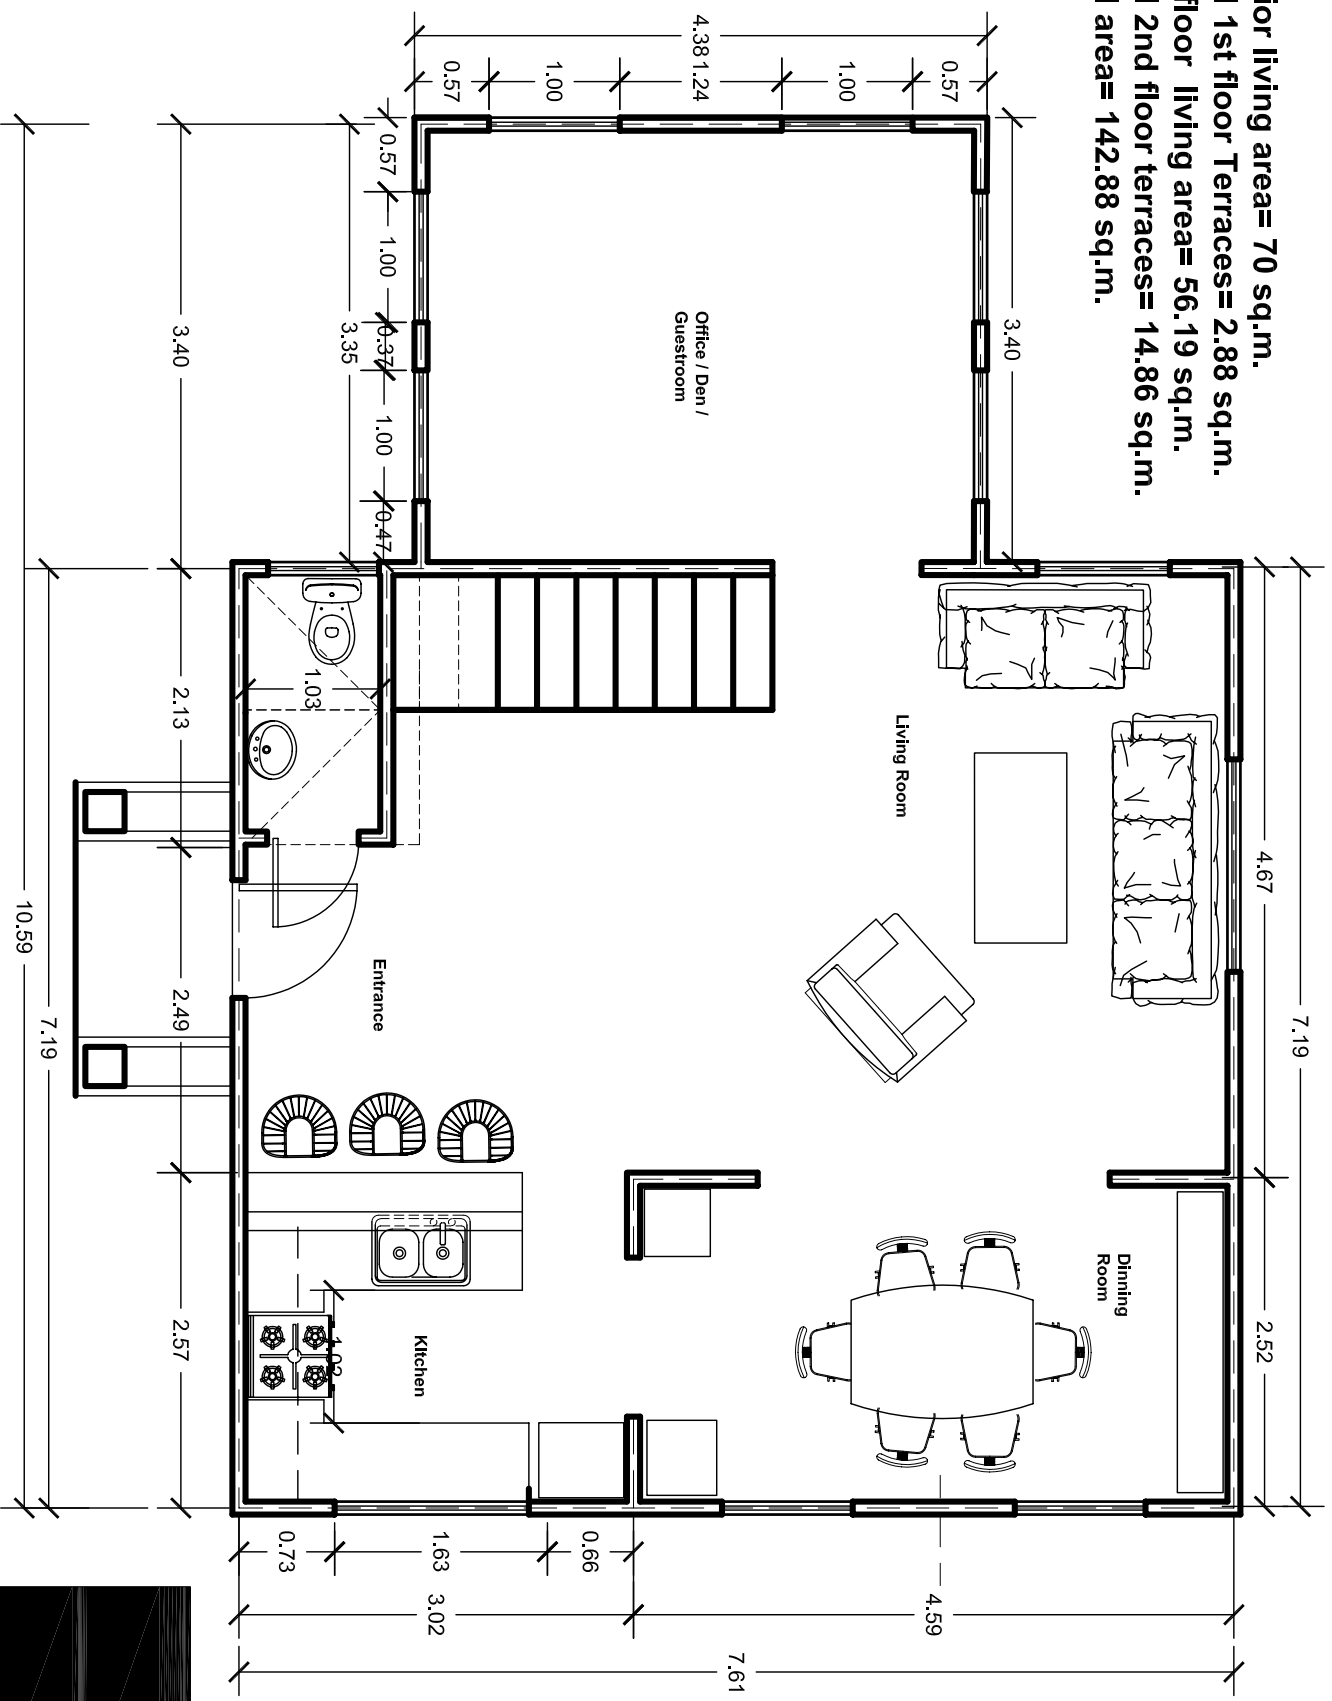 ior living area= 70 sq.m.
1st floor Terraces= 2.88 sq.m.
floor living area= 56.19 sq.m.
2nd floor terraces= 14.86 sq.m.
area= 142.88 sq.m.
7.19
4.67
2.52
3.40
Dinning
Room
Living Room
Office / Den /
Guestroom
4.38
0.57
1.00
1.24
1.00
0.57
KItchen
Entrance
0.57
1.00
0.37
1.00
0.47
3.35
1.03
1.02
3.40
2.13
2.49
2.57
7.19
10.59
4.59
0.66
1.63
0.73
3.02
7.61